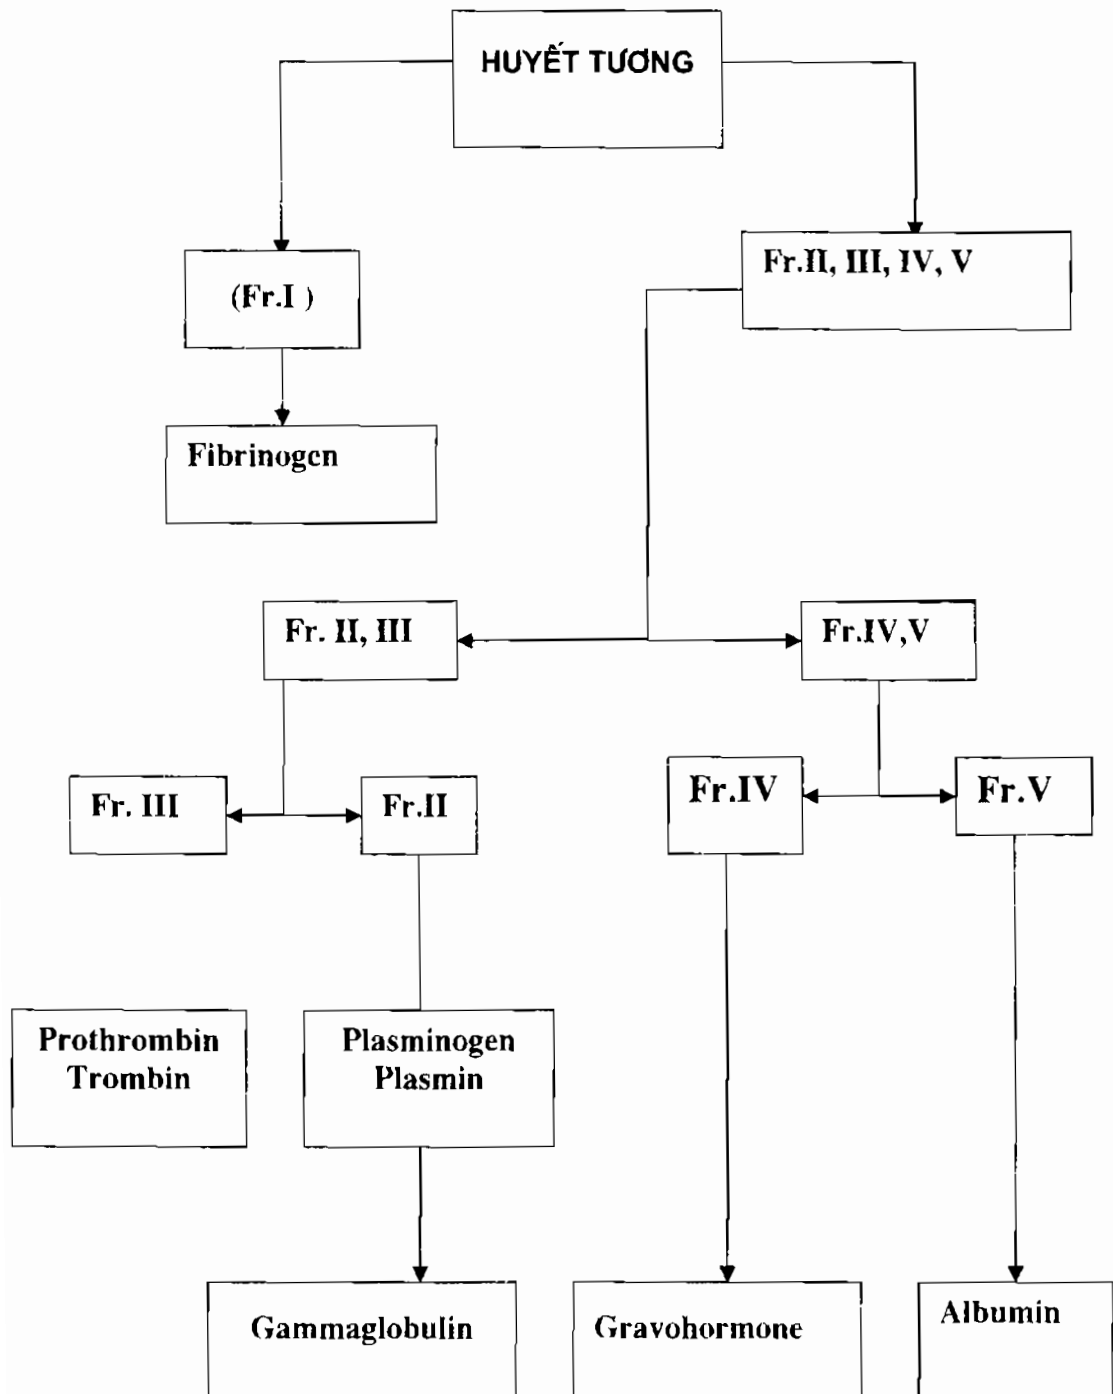 HUYẾT TƯƠNG
(Fr.I )
Fr.II, III, IV, V
Fibrinogen
Fr. II, III
Fr.IV,V
Fr. III
Fr.II
Fr.IV
Fr.V
Prothrombin
Trombin
Plasminogen
Plasmin
Gammaglobulin
Gravohormone
Albumin